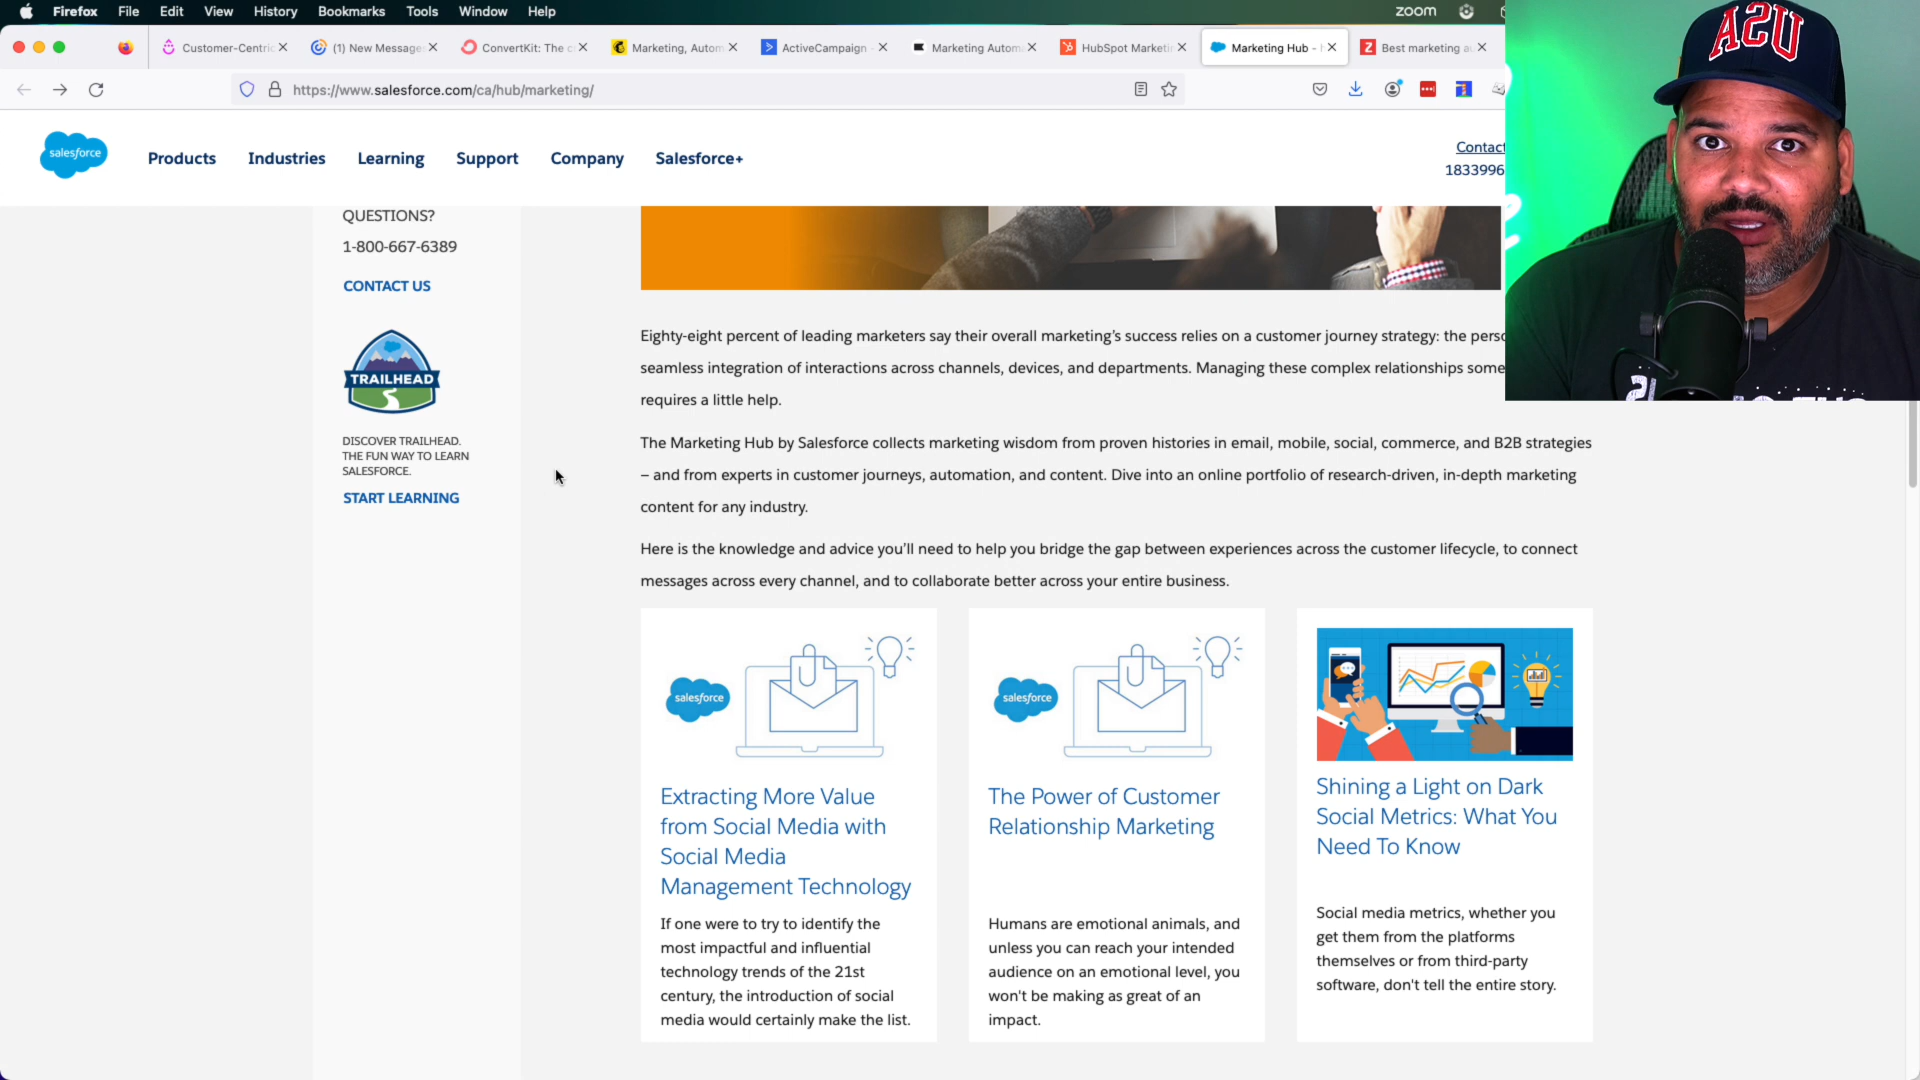 Firefox File Edit View History Bookmarks Tools Window Help zoom
Customer-Centric (1) New Message ConvertKit: The c Marketing, Autom ActiveCampaign Marketing Automa HubSpot Marketi Marketing Hub - Best marketing a
https://www.salesforce.com/ca/hub/marketing/
salesforce Products Industries Learning Support Company Salesforce+
Contact
1833996
QUESTIONS?
1-800-667-6389
CONTACT US
TRAILHEAD
DISCOVER TRAILHEAD.
THE FUN WAY TO LEARN
SALESFORCE.
START LEARNING
Eighty-eight percent of leading marketers say their overall marketing's success relies on a customer journey strategy: the perso
seamless integration of interactions across channels, devices, and departments. Managing these complex relationships some
requires a little help.
The Marketing Hub by Salesforce collects marketing wisdom from proven histories in email, mobile, social, commerce, and B2B strategies
– and from experts in customer journeys, automation, and content. Dive into an online portfolio of research-driven, in-depth marketing
content for any industry.
Here is the knowledge and advice you'll need to help you bridge the gap between experiences across the customer lifecycle, to connect
messages across every channel, and to collaborate better across your entire business.
salesforce
Extracting More Value
from Social Media with
Social Media
Management Technology
If one were to try to identify the
most impactful and influential
technology trends of the 21st
century, the introduction of social
media would certainly make the list.
salesforce
The Power of Customer
Relationship Marketing
Humans are emotional animals, and
unless you can reach your intended
audience on an emotional level, you
won't be making as great of an
impact.
Shining a Light on Dark
Social Metrics: What You
Need To Know
Social media metrics, whether you
get them from the platforms
themselves or from third-party
software, don't tell the entire story.